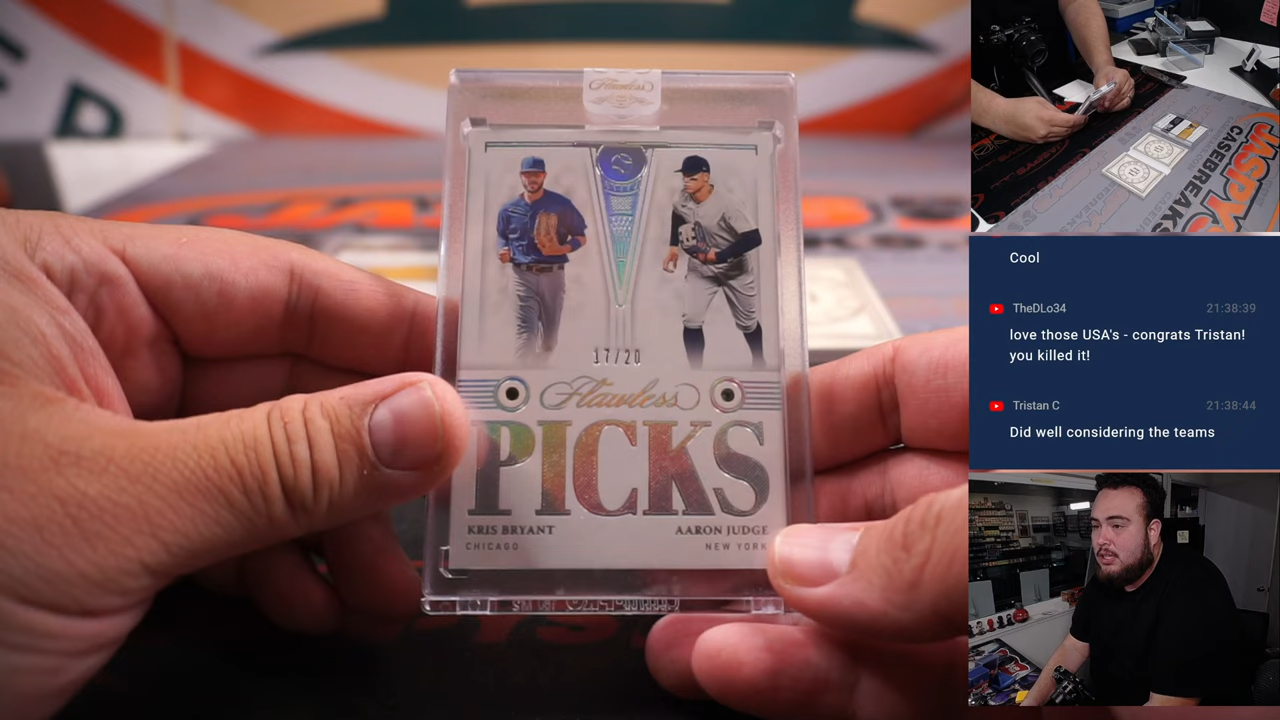 Flawless
17/20
Flawless
PICKS
KRIS BRYANT
AARON JUDGE
CHICAGO
NEW YORK
JASPY'S
CASEBREAKS
Cool
TheDLo34
21:38:39
love those USA's - congrats Tristan!
you killed it!
Tristan C
21:38:44
Did well considering the teams